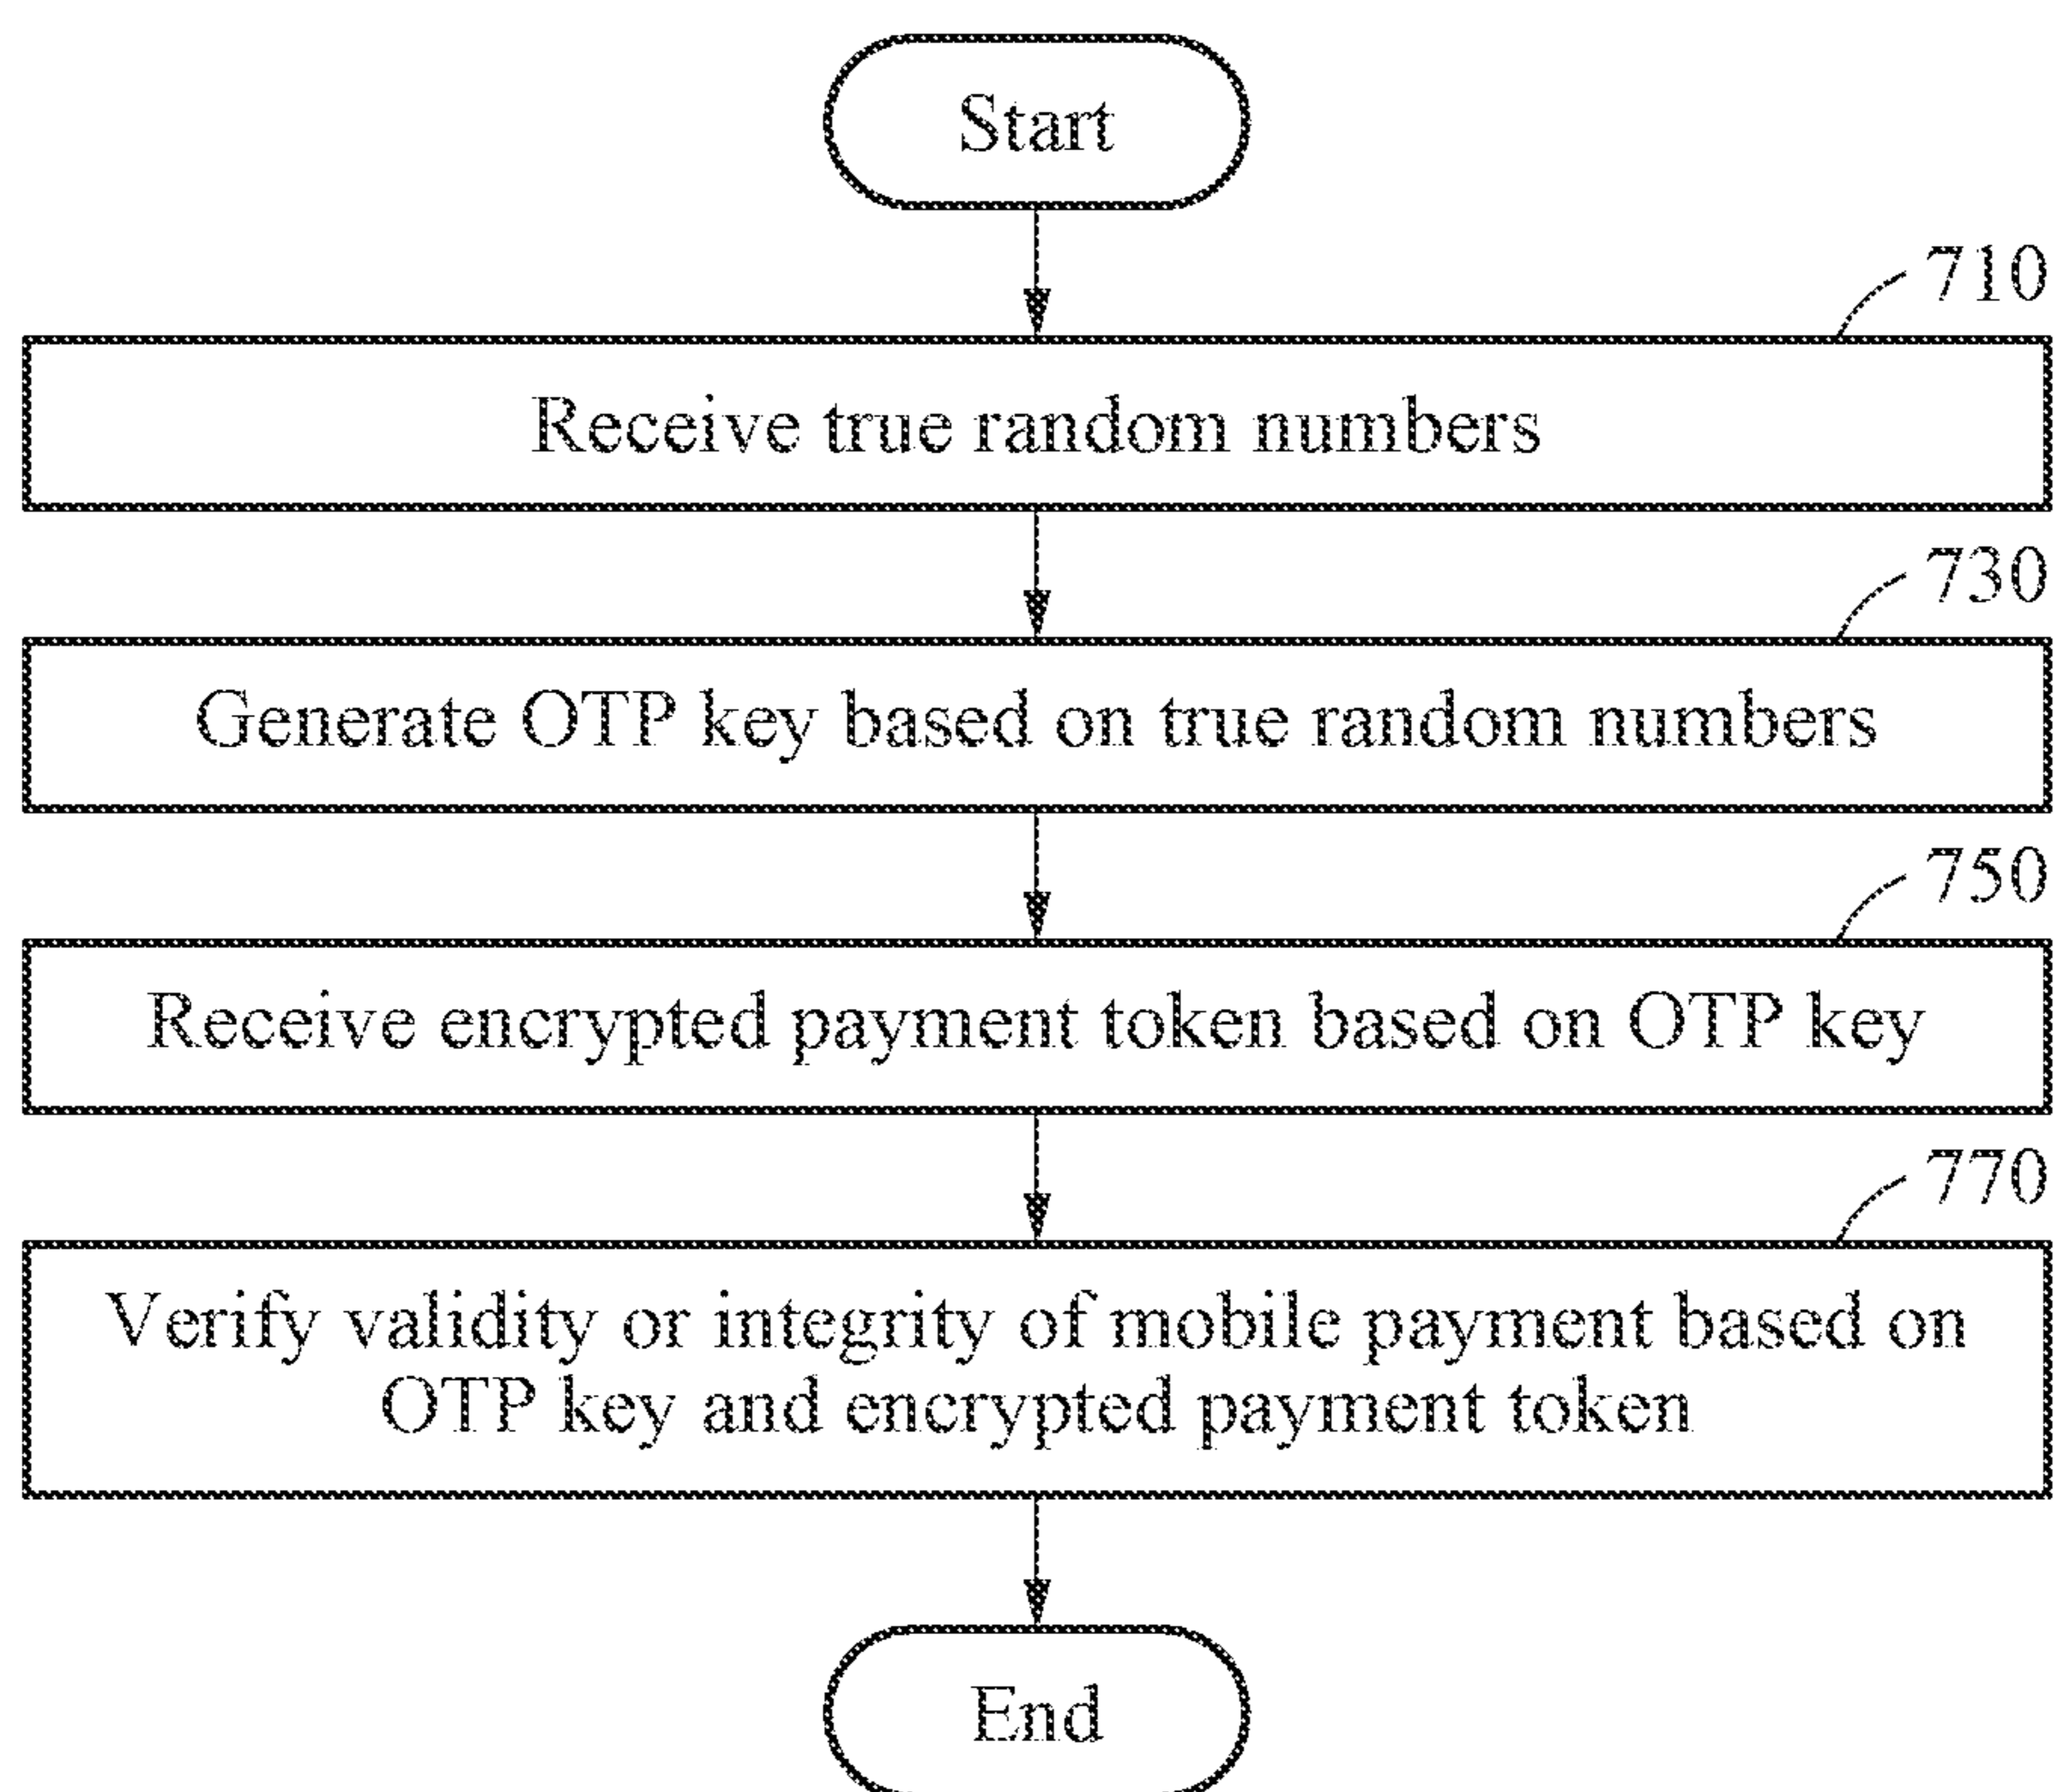 Start
710
Receive true random numbers
730
Generate OTP key based on true random numbers
750
Receive encrypted payment token based on OTP key
770
Verify validity or integrity of mobile payment based on
OTP key and encrypted payment token
End